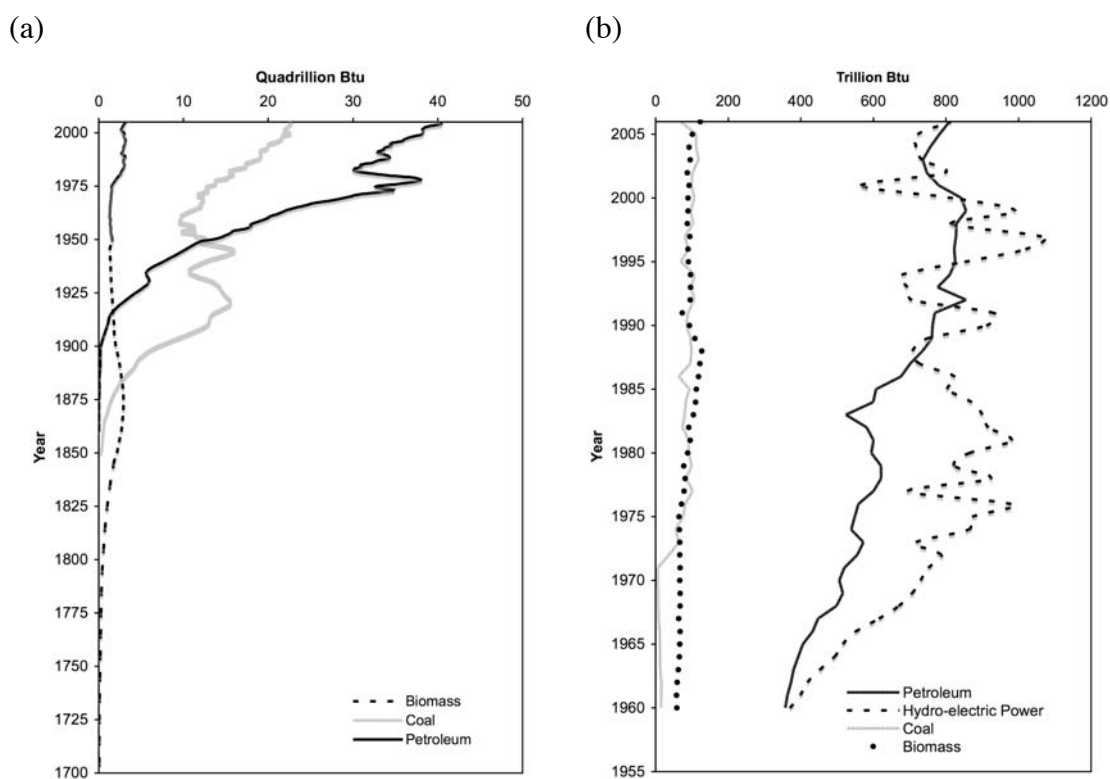 (a)
Quadrillion Btu
0 10 20 30 40 50
2000
1975
1950
1925
1900
1875
1850
1825
1800
1775
1750
1725
1700
Year
Biomass
Coal
Petroleum
(b)
Trillion Btu
0 200 400 600 800 1000 1200
2005
2000
1995
1990
1985
1980
1975
1970
1965
1960
1955
Year
Petroleum
Hydro-electric Power
Coal
Biomass